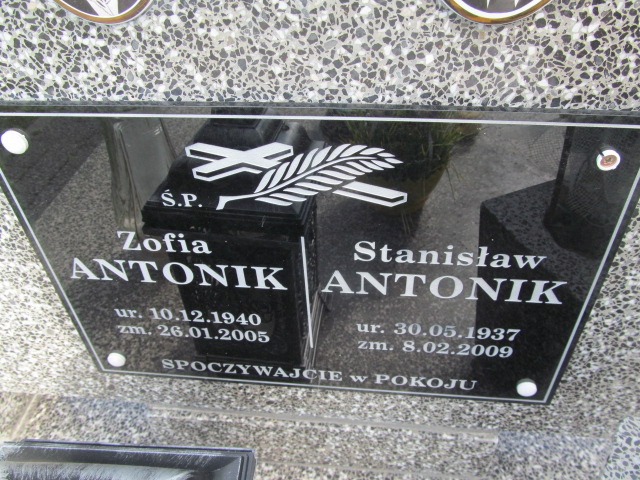 Ś.P.
Zofia
ANTONIK
ur. 10.12.1940
zm. 26.01.2005
Stanisław
ANTONIK
ur. 30.05.1937
zm. 8.02.2009
SPOCZYWAJCIE w POKOJU